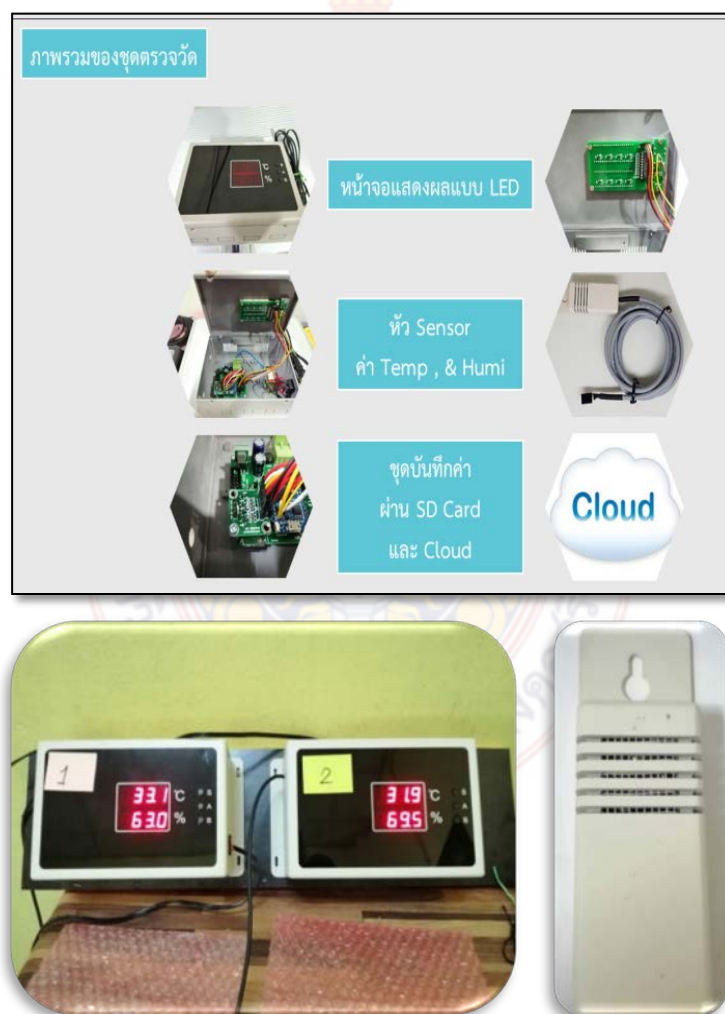 ภาพรวมของชุดตรวจวัด
°C
%
หน้าจอแสดงผลแบบ LED
หัว Sensor
ค่า Temp , & Humi
ชุดบันทึกค่า
ผ่าน SD Card
และ Cloud
Cloud
1
33.1 °C
63.0 %
2
31.9 °C
69.5 %